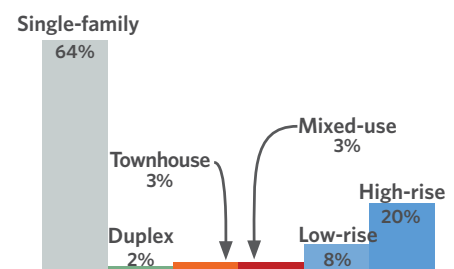 Single-family
64%
Duplex
2%
Townhouse
3%
Mixed-use
3%
Low-rise
8%
High-rise
20%